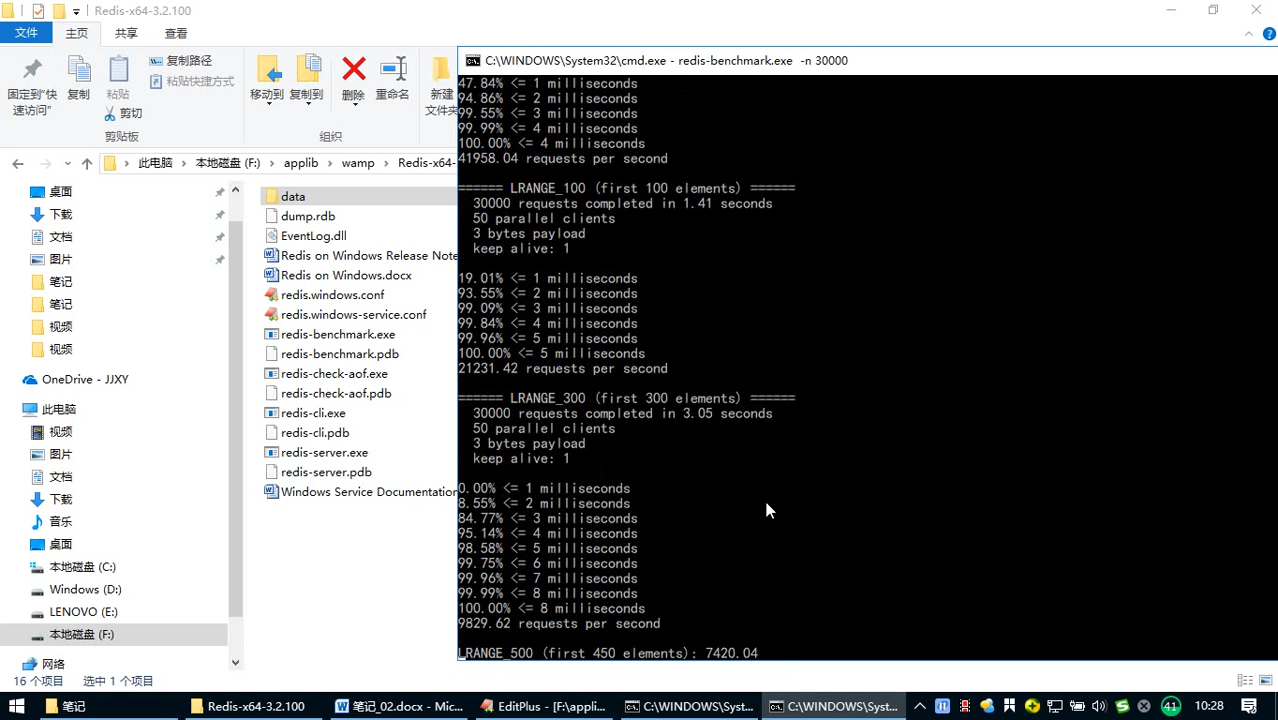 Redis-x64-3.2.100
文件
主页
共享
查看
固定到“快速访问”
复制
粘贴
复制路径
粘贴快捷方式
剪切
移动到
复制到
删除
重命名
新建
文件夹
剪贴板
组织
此电脑
本地磁盘 (F:)
applib
wamp
Redis-x64-
桌面
下载
文档
图片
笔记
笔记
视频
视频
OneDrive - JJXY
此电脑
视频
图片
文档
下载
音乐
桌面
本地磁盘 (C:)
Windows (D:)
LENOVO (E:)
本地磁盘 (F:)
网络
data
dump.rdb
EventLog.dll
Redis on Windows Release Note
Redis on Windows.docx
redis.windows.conf
redis.windows-service.conf
redis-benchmark.exe
redis-benchmark.pdb
redis-check-aof.exe
redis-check-aof.pdb
redis-cli.exe
redis-cli.pdb
redis-server.exe
redis-server.pdb
Windows Service Documentation
C:\WINDOWS\System32\cmd.exe - redis-benchmark.exe  -n 30000
47.84% <= 1 milliseconds
94.86% <= 2 milliseconds
99.55% <= 3 milliseconds
99.99% <= 4 milliseconds
100.00% <= 4 milliseconds
41958.04 requests per second
====== LRANGE_100 (first 100 elements) ======
30000 requests completed in 1.41 seconds
50 parallel clients
3 bytes payload
keep alive: 1
19.01% <= 1 milliseconds
93.55% <= 2 milliseconds
99.09% <= 3 milliseconds
99.84% <= 4 milliseconds
99.96% <= 5 milliseconds
100.00% <= 5 milliseconds
21231.42 requests per second
====== LRANGE_300 (first 300 elements) ======
30000 requests completed in 3.05 seconds
50 parallel clients
3 bytes payload
keep alive: 1
0.00% <= 1 milliseconds
8.55% <= 2 milliseconds
84.77% <= 3 milliseconds
95.14% <= 4 milliseconds
98.58% <= 5 milliseconds
99.75% <= 6 milliseconds
99.96% <= 7 milliseconds
99.99% <= 8 milliseconds
100.00% <= 8 milliseconds
9829.62 requests per second
LRANGE_500 (first 450 elements): 7420.04
16 个项目
选中 1 个项目
笔记
Redis-x64-3.2.100
笔记_02.docx - Mic...
EditPlus - [F:\appli...
C:\WINDOWS\Syst...
C:\WINDOWS\Syst...
41
10:28